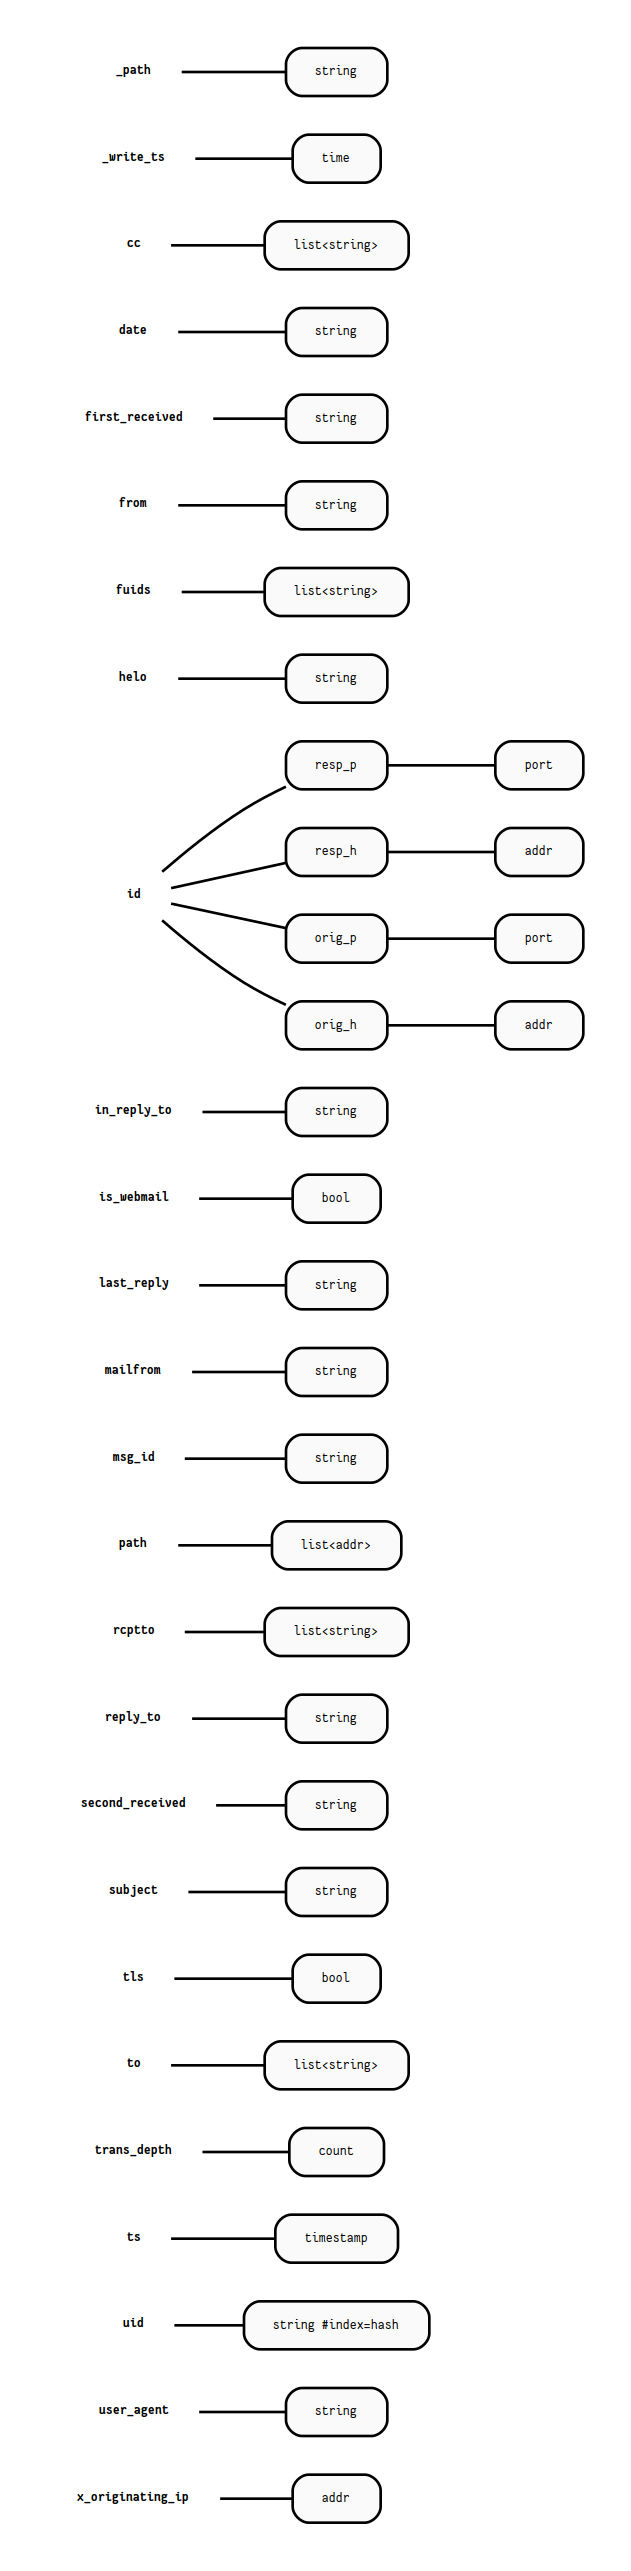 _path string
_write_ts time
cc list<string>
date string
first_received string
from string
fuids list<string>
helo string
resp_p port
resp_h addr
id
orig_p port
orig_h addr
in_reply_to string
is_webmail bool
last_reply string
mailfrom string
msg_id string
path list<addr>
rcptto list<string>
reply_to string
second_received string
subject string
tls bool
to list<string>
trans_depth count
ts timestamp
uid string #index=hash
user_agent string
x_originating_ip addr